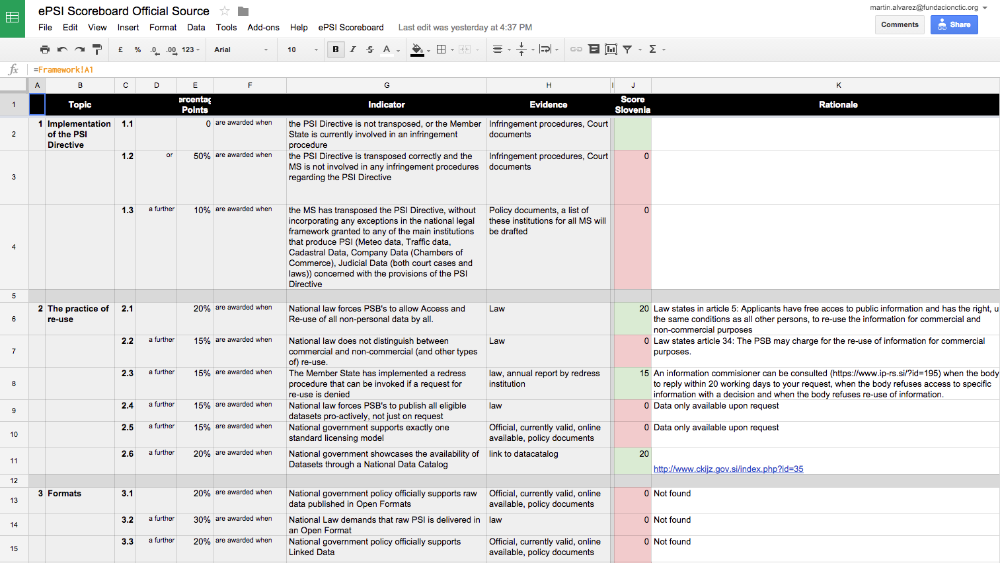 ePSI Scoreboard Official Source
martin.alvarez@fundacionctic.org
File Edit View Insert Format Data Tools Add-ons Help ePSI Scoreboard Last edit was yesterday at 4:37 PM
Comments Share
£ % .0 .00 123 Arial 10 B I S A Σ
fx =Framework!A1
A B C D E F G H I J K
1 Topic Points Indicator Evidence Score Slovenia Rationale
2 1 Implementation of the PSI Directive 1.1 0 are awarded when the PSI Directive is not transposed, or the Member State is currently involved in an infringement procedure Infringement procedures, Court documents
3 1.2 or 50% are awarded when the PSI Directive is transposed correctly and the MS is not involved in any infringement procedures regarding the PSI Directive Infringement procedures, Court documents 0
4 1.3 a further 10% are awarded when the MS has transposed the PSI Directive, without incorporating any exceptions in the national legal framework granted to any of the main institutions that produce PSI (Meteo data, Traffic data, Cadastral Data, Company Data (Chambers of Commerce), Judicial Data (both court cases and laws)) concerned with the provisions of the PSI Directive Policy documents, a list of these institutions for all MS will be drafted 0
5
6 2 The practice of re-use 2.1 20% are awarded when National law forces PSB's to allow Access and Re-use of all non-personal data by all. Law 20 Law states in article 5: Applicants have free acces to public information and has the right, u the same conditions as all other persons, to re-use the information for commercial and non-commercial purposes
7 2.2 a further 15% are awarded when National law does not distinguish between commercial and non-commercial (and other types of) re-use. Law 0 Law states article 34: The PSB may charge for the re-use of information for commercial purposes.
8 2.3 a further 15% are awarded when The Member State has implemented a redress procedure that can be invoked if a request for re-use is denied law, annual report by redress institution 15 An information commisioner can be consulted (https://www.ip-rs.si/?id=195) when the body to reply within 20 working days to your request, when the body refuses access to specific information with a decision and when the body refuses re-use of information.
9 2.4 a further 15% are awarded when National law forces PSB's to publish all eligible datasets pro-actively, not just on request law 0 Data only available upon request
10 2.5 a further 15% are awarded when National government supports exactly one standard licensing model Official, currently valid, online available, policy documents 0 Data only available upon request
11 2.6 a further 20% are awarded when National government showcases the availability of Datasets through a National Data Catalog link to datacatalog 20 http://www.ckijz.gov.si/index.php?id=35
12
13 3 Formats 3.1 20% are awarded when National government policy officially supports raw data published in Open Formats Official, currently valid, online available, policy documents 0 Not found
14 3.2 a further 30% are awarded when National Law demands that raw PSI is delivered in an Open Format law 0 Not found
15 3.3 a further 20% are awarded when National government policy officially supports Linked Data Official, currently valid, online available, policy documents 0 Not found